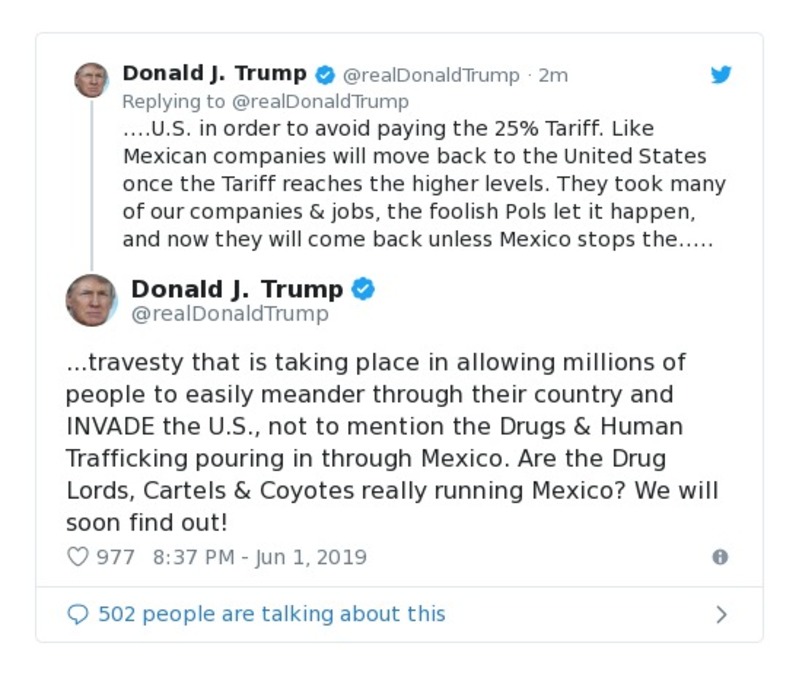 Donald J. Trump @realDonaldTrump · 2m
Replying to @realDonaldTrump
....U.S. in order to avoid paying the 25% Tariff. Like
Mexican companies will move back to the United States
once the Tariff reaches the higher levels. They took many
of our companies & jobs, the foolish Pols let it happen,
and now they will come back unless Mexico stops the.....
Donald J. Trump
@realDonaldTrump
...travesty that is taking place in allowing millions of
people to easily meander through their country and
INVADE the U.S., not to mention the Drugs & Human
Trafficking pouring in through Mexico. Are the Drug
Lords, Cartels & Coyotes really running Mexico? We will
soon find out!
977 8:37 PM - Jun 1, 2019
502 people are talking about this